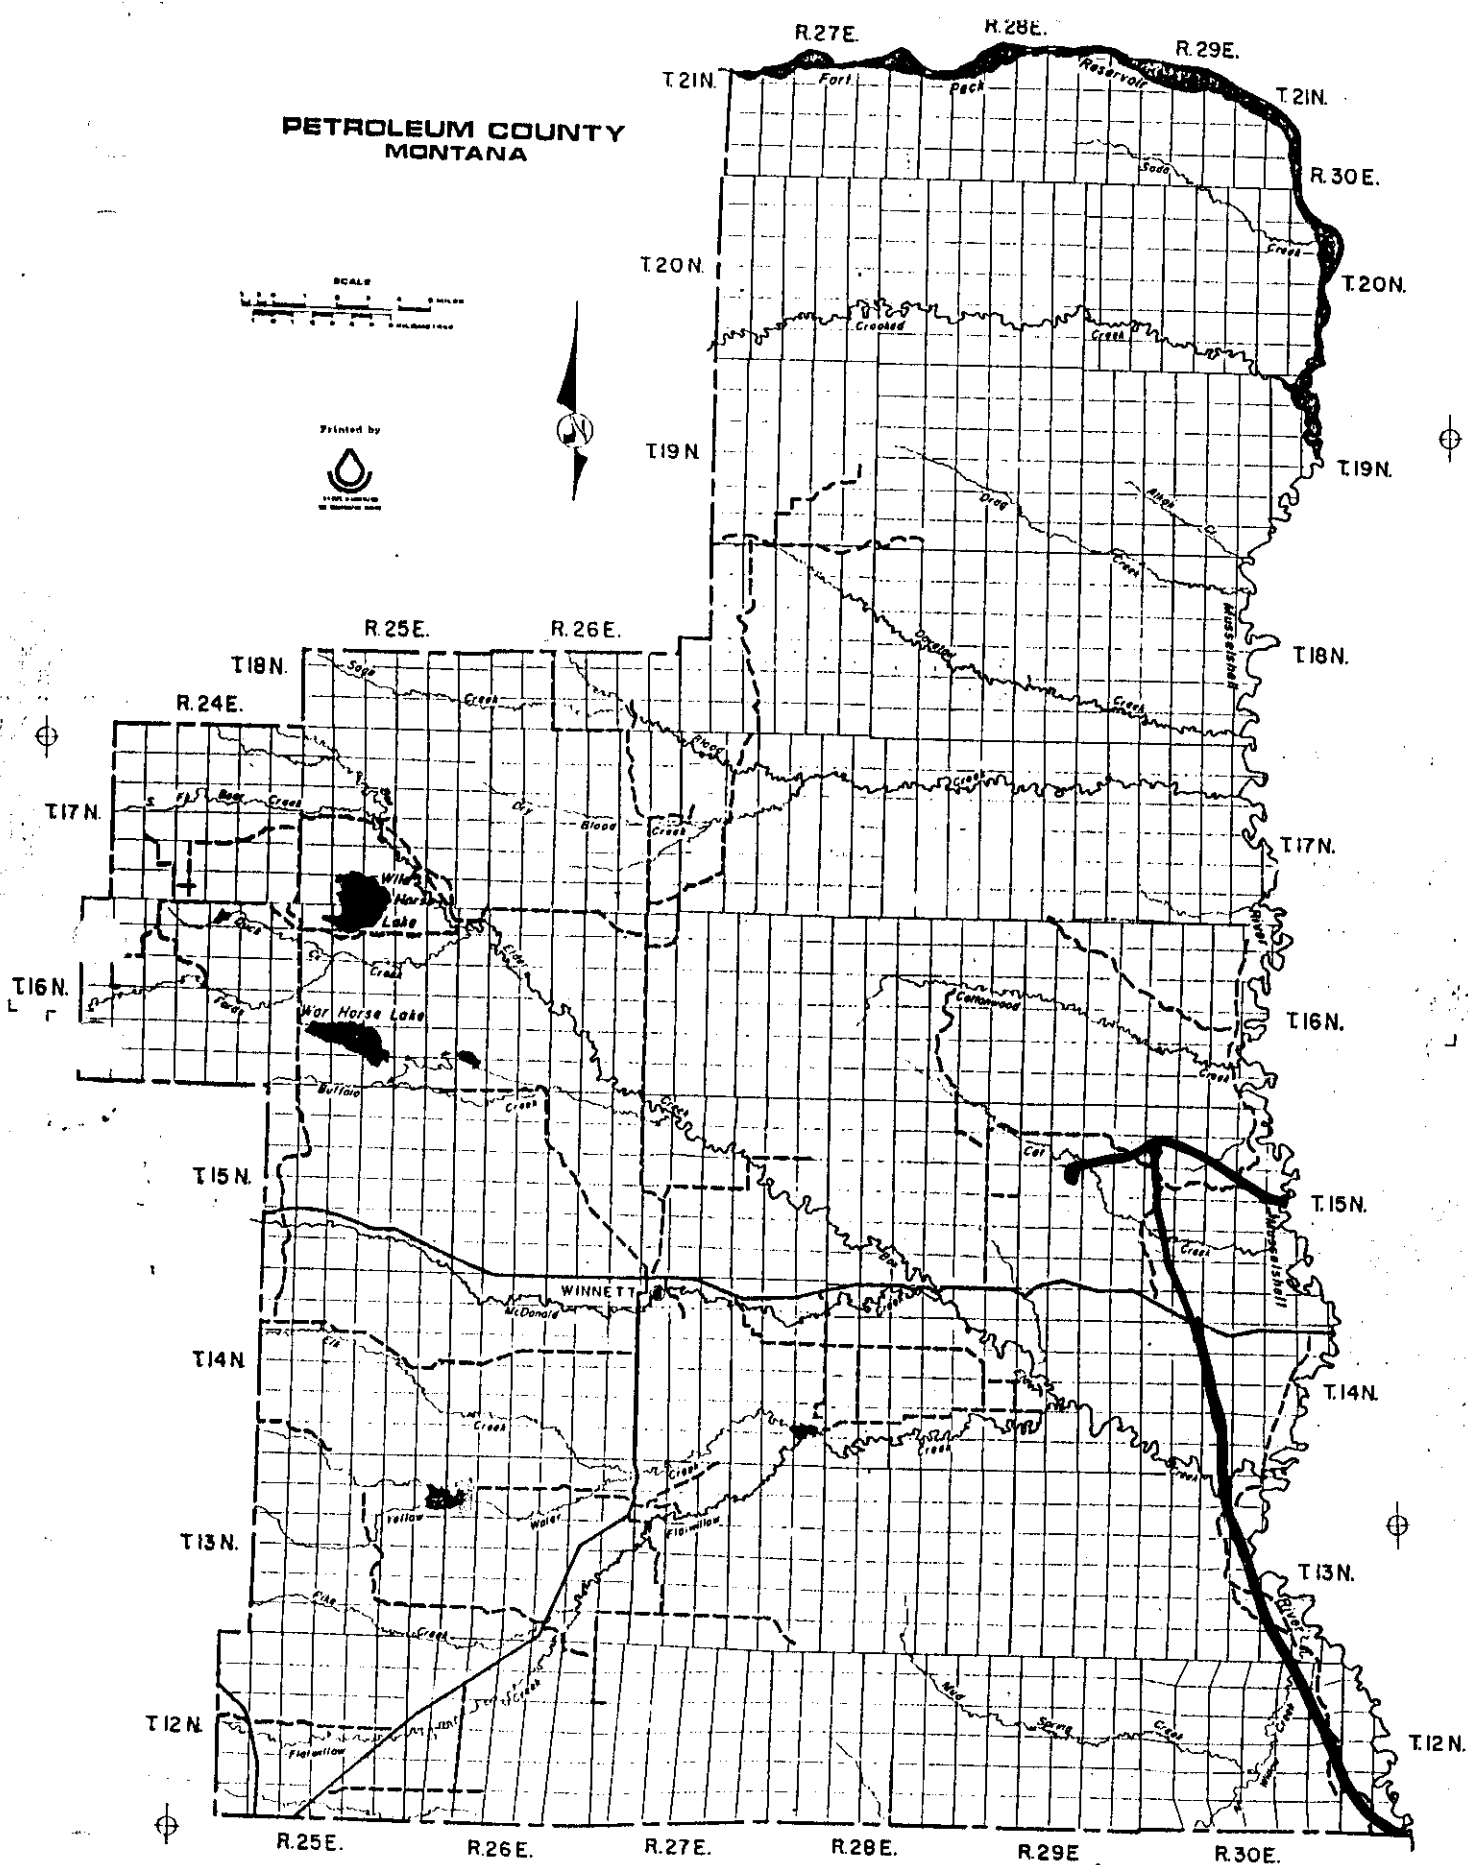 R.27E.
R.28E.
R.29E.
T.21N.
Fort
Peck
Reservoir
T.21N.
PETROLEUM COUNTY
MONTANA
Soda
R.30E.
Creek
T.20N.
T.20N.
SCALE
Crooked
Creek
Printed by
T.19N.
T.19N.
Drag
Creek
Musselshell
R.25E.
R.26E.
T.18N.
T.18N.
Sage
Creek
Dovetail
Creek
R.24E.
Blood
Creek
T.17N.
S. Fk. Bear Creek
Dry
Blood
Creek
T.17N.
Wild
Horse
Lake
River
Elder
Creek
T.16N.
Fords
Cr.
War Horse Lake
Cottonwood
T.16N.
Creek
Buffalo
Creek
Creek
Cat
T.15N.
T.15N.
Box
Creek
Musselshell
WINNETT
McDonald
Creek
Elk
T.14N.
T.14N.
Creek
Creek
Creek
Creek
Yellow
Water
Flatwillow
T.13N.
T.13N.
Pike
Creek
River
Creek
Mud
Spring
Creek
Creek
T.12N.
Flatwillow
T.12N.
R.25E.
R.26E.
R.27E.
R.28E.
R.29E
R.30E.